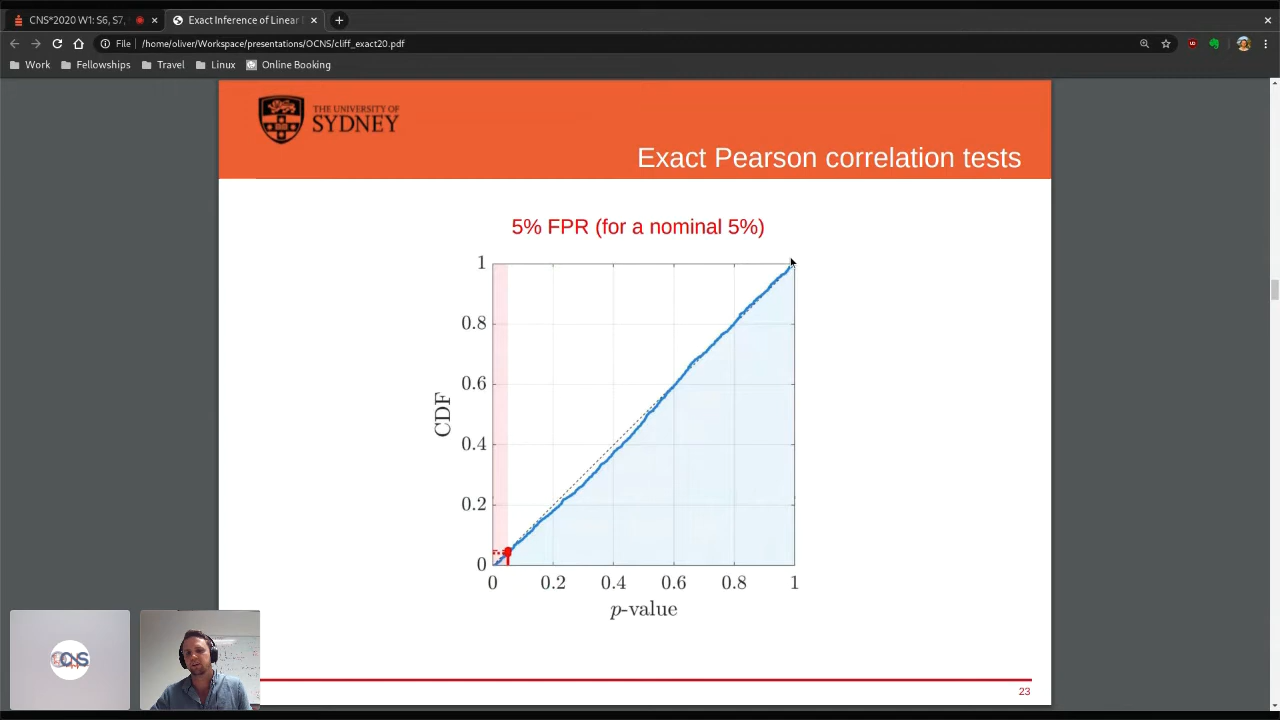 CNS*2020 W1: S6, S7,
Exact Inference of Linear
File
/home/oliver/Workspace/presentations/OCNS/cliff_exact20.pdf
Work
Fellowships
Travel
Linux
Online Booking
THE UNIVERSITY OF
SYDNEY
Exact Pearson correlation tests
5% FPR (for a nominal 5%)
1
0.8
0.6
0.4
0.2
0
CDF
0 0.2 0.4 0.6 0.8 1
p-value
OCNS
23